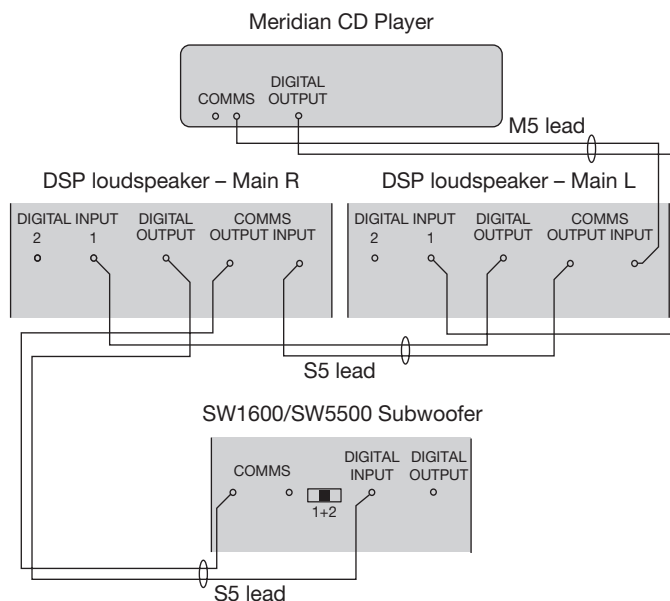 Meridian CD Player
DIGITAL
COMMS OUTPUT
M5 lead
DSP loudspeaker – Main R
DSP loudspeaker – Main L
DIGITAL INPUT DIGITAL COMMS
2 1 OUTPUT OUTPUT INPUT
DIGITAL INPUT DIGITAL COMMS
2 1 OUTPUT OUTPUT INPUT
S5 lead
SW1600/SW5500 Subwoofer
DIGITAL DIGITAL
COMMS INPUT OUTPUT
1+2
S5 lead